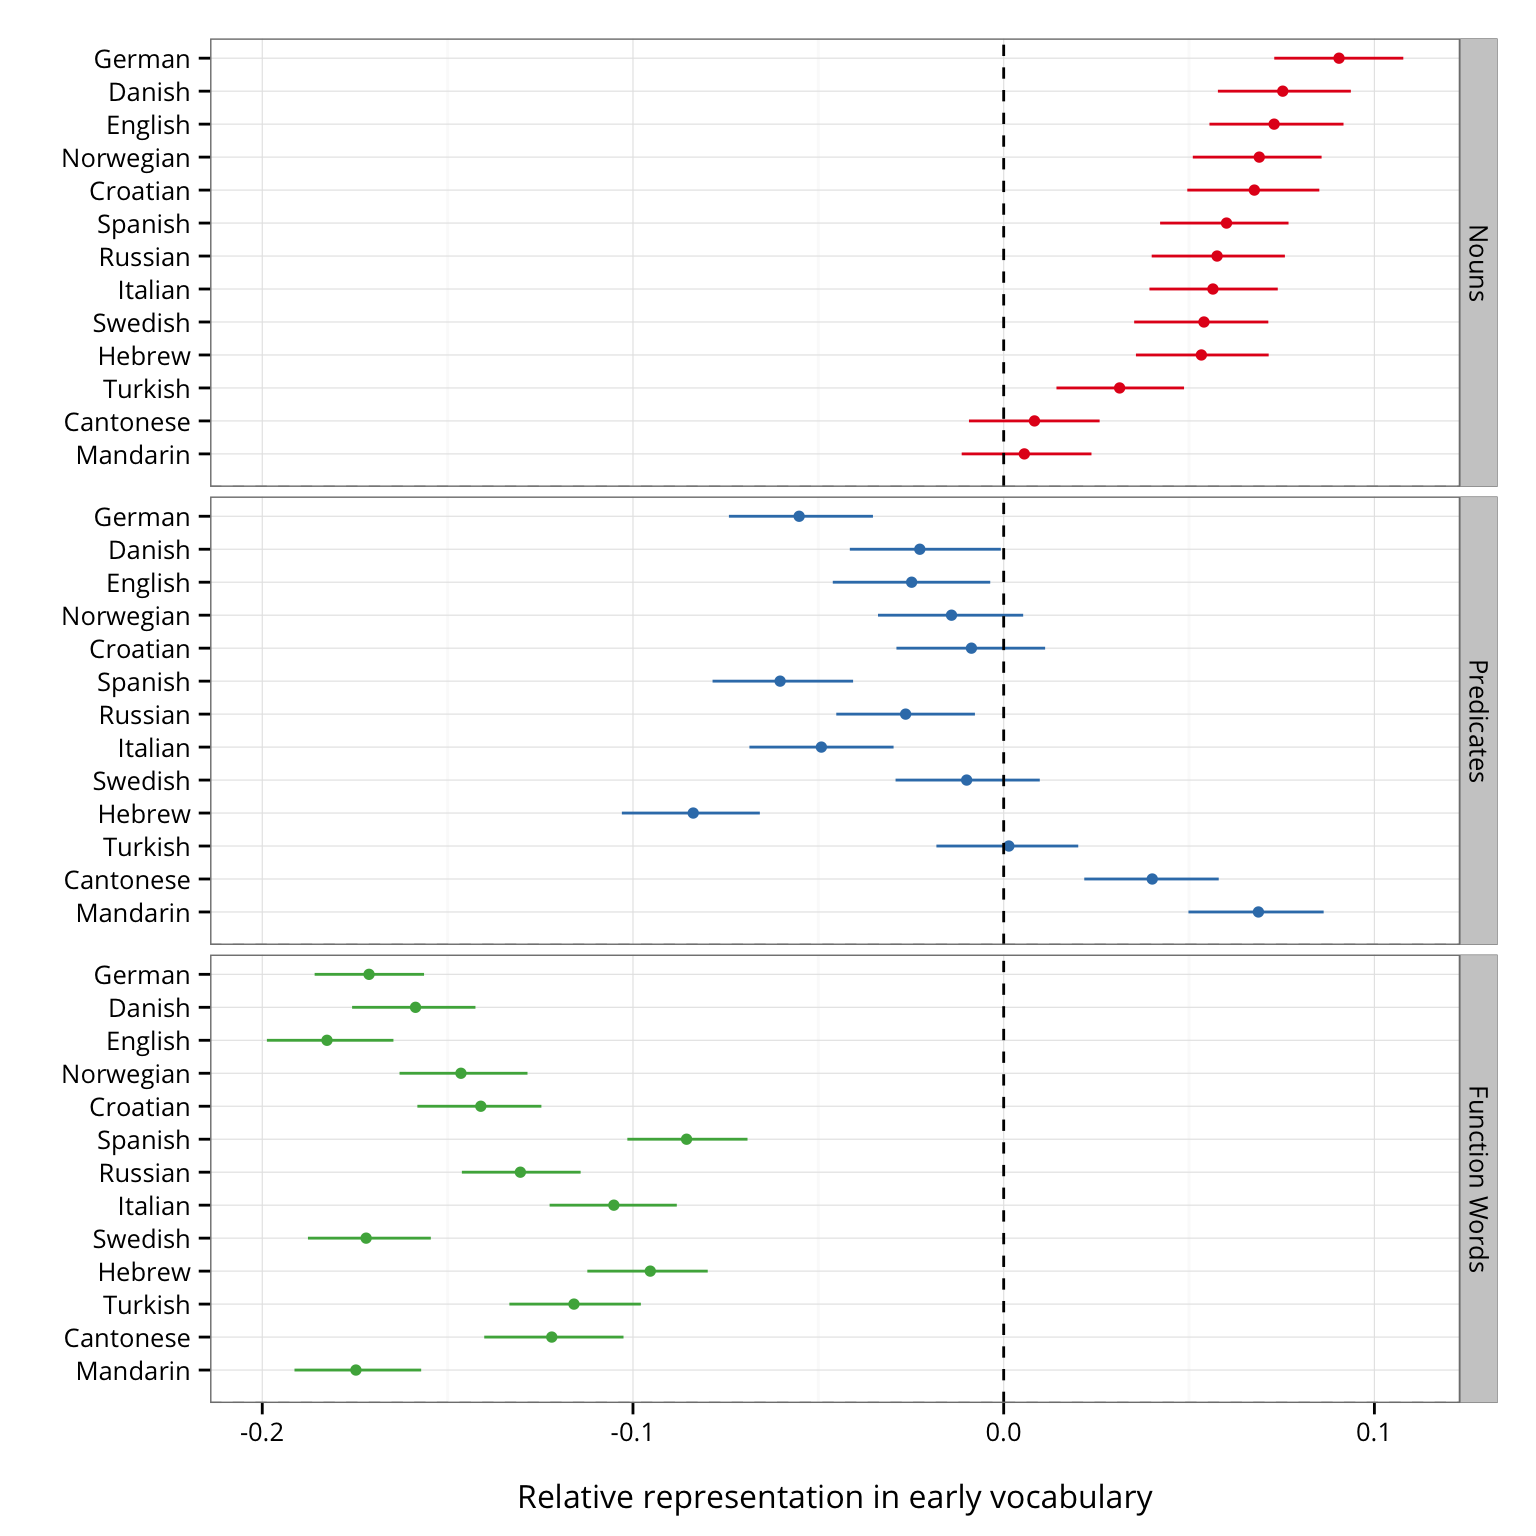 German
Danish
English
Norwegian
Croatian
Spanish
Russian
Italian
Swedish
Hebrew
Turkish
Cantonese
Mandarin
Nouns
German
Danish
English
Norwegian
Croatian
Spanish
Russian
Italian
Swedish
Hebrew
Turkish
Cantonese
Mandarin
Predicates
German
Danish
English
Norwegian
Croatian
Spanish
Russian
Italian
Swedish
Hebrew
Turkish
Cantonese
Mandarin
Function Words
-0.2 -0.1 0.0 0.1
Relative representation in early vocabulary